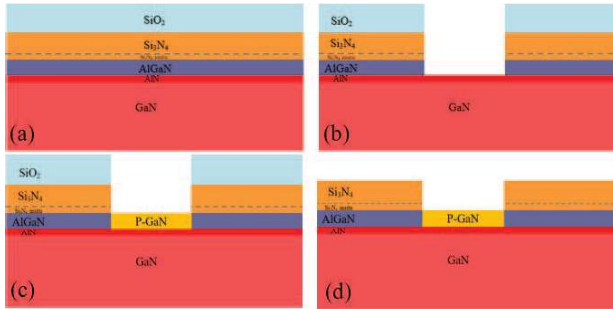 SiO₂
Si₃N₄
AlGaN
AlN
GaN
(a)
SiO₂
Si₃N₄
AlGaN
AlN
GaN
(b)
SiO₂
Si₃N₄
AlGaN
P-GaN
AlN
GaN
(c)
Si₃N₄
AlGaN
P-GaN
AlN
GaN
(d)